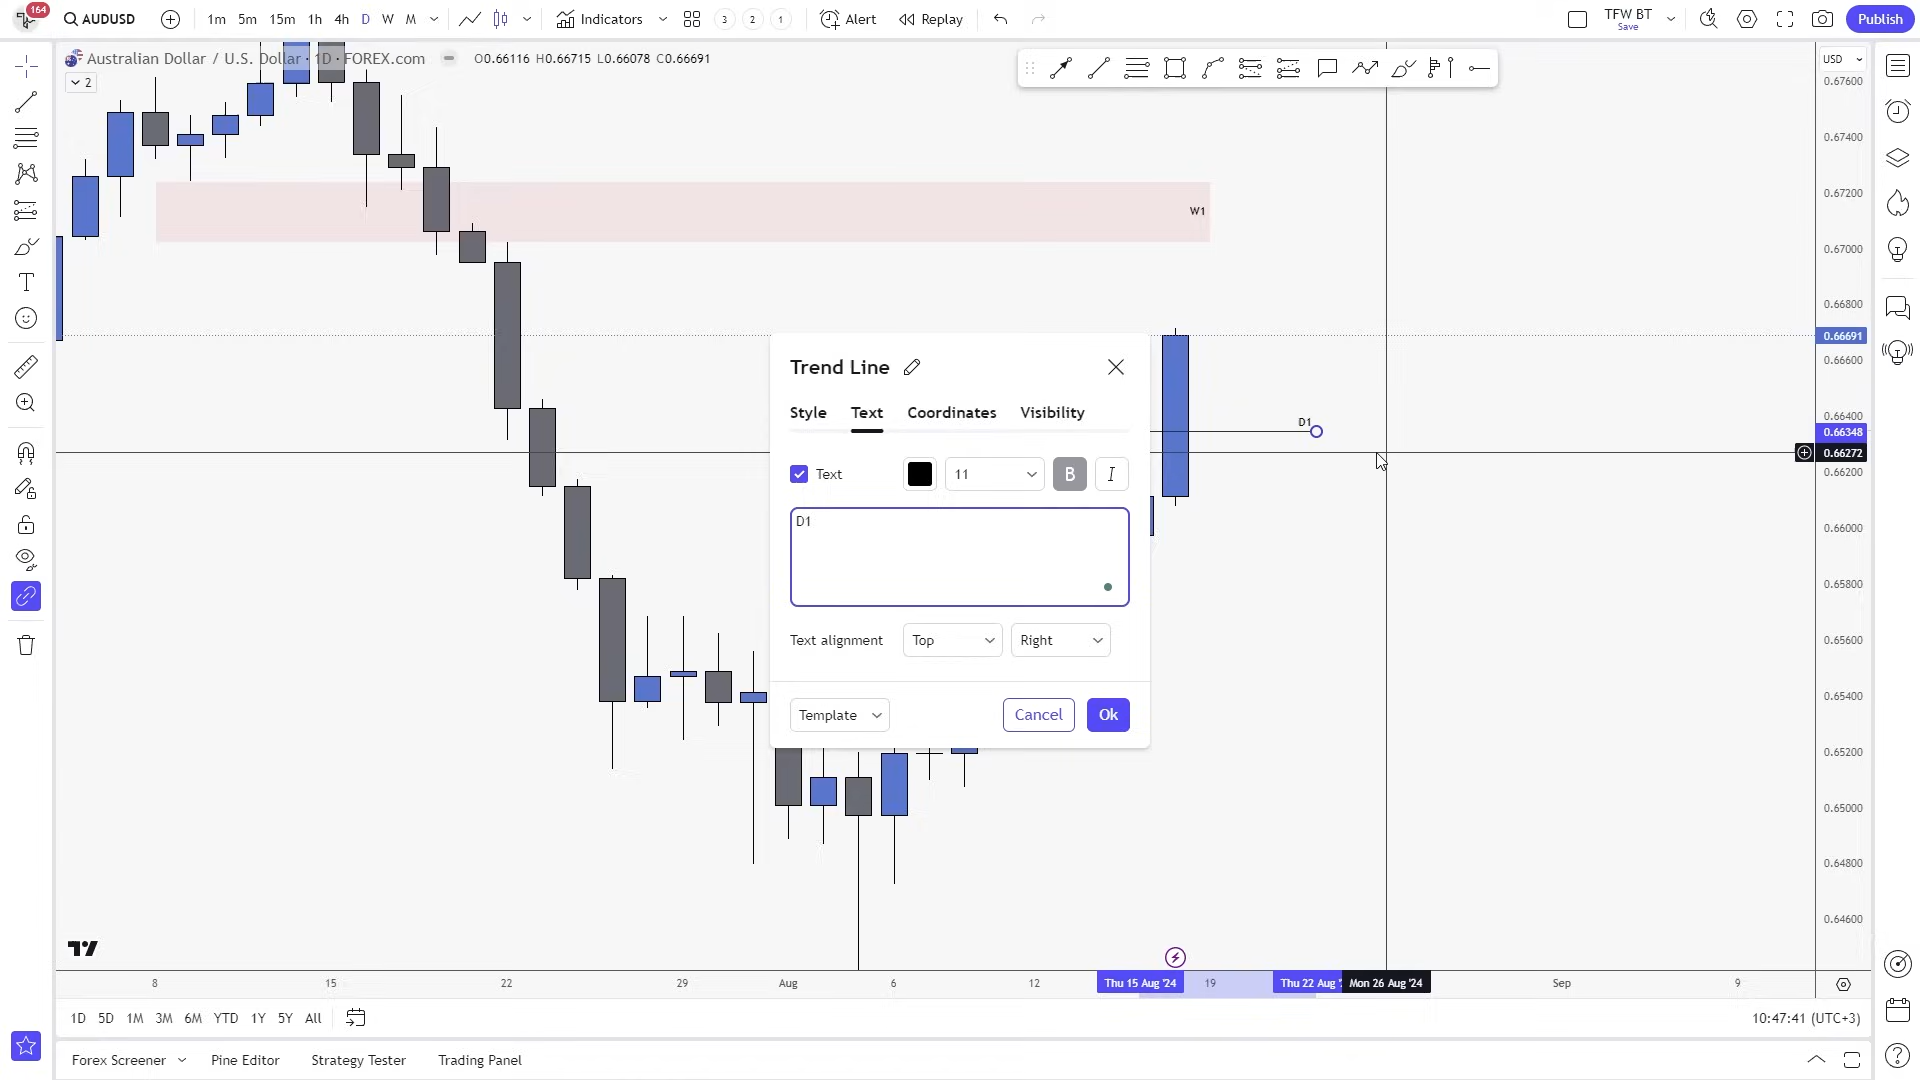 164
AUDUSD
1m 5m 15m 1h 4h D W M
Indicators
3 2 1
Alert
Replay
TFW BT
Save
Publish
Australian Dollar / U.S. Dollar · 1D · FOREX.com
O0.66116 H0.66715 L0.66078 C0.66691
2
USD
0.67600
0.67400
0.67200
W1
0.67000
0.66800
0.66691
0.66600
Trend Line
Style Text Coordinates Visibility
D1
0.66400
0.66348
0.66272
0.66200
Text
11
B
I
D1
0.66000
0.65800
Text alignment
Top
Right
0.65600
0.65400
Template
Cancel
Ok
0.65200
0.65000
0.64800
0.64600
8 15 22 29 Aug 6 12 Thu 15 Aug '24 19 Thu 22 Aug ' Mon 26 Aug '24 Sep 9
1D 5D 1M 3M 6M YTD 1Y 5Y All
10:47:41 (UTC+3)
Forex Screener
Pine Editor
Strategy Tester
Trading Panel